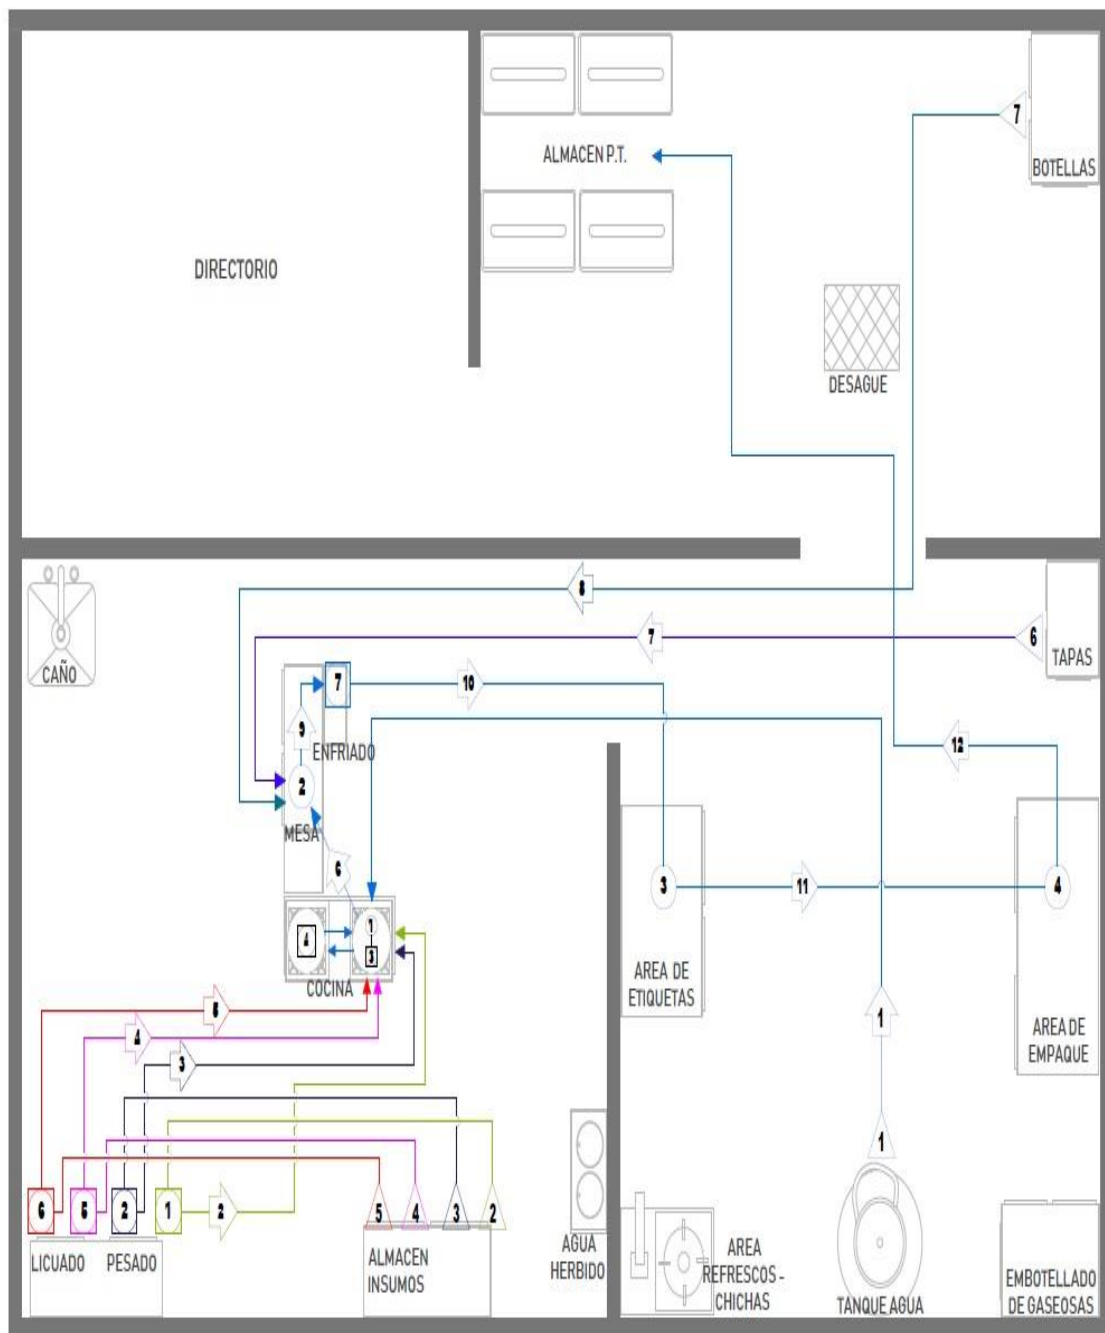 7
BOTELLAS
ALMACEN P.T.
DIRECTORIO
DESAGUE
8
7
6
TAPAS
CAÑO
7
10
9
ENFRIADO
12
2
MESA
6
3
11
4
1
4
3
COCINA
AREA DE
ETIQUETAS
5
4
3
1
AREA DE
EMPAQUE
1
6
5
2
1
2
5
4
3
2
LICUADO
PESADO
ALMACEN
INSUMOS
AGUA
HERBIDO
AREA
REFRESCOS -
CHICHAS
TANQUE AGUA
EMBOTELLADO
DE GASEOSAS